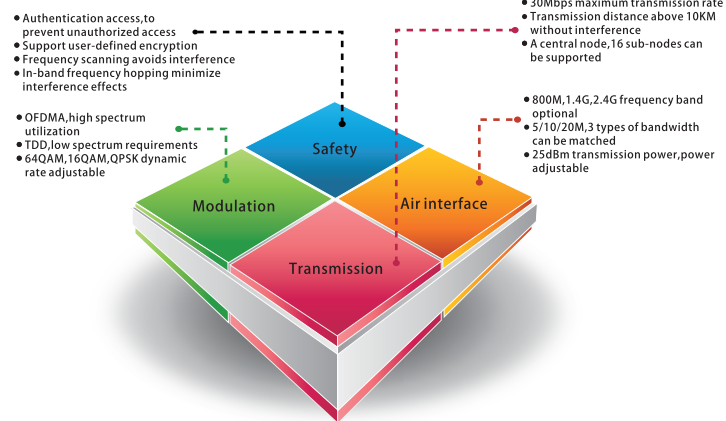 ● Authentication access,to
prevent unauthorized access
● Support user-defined encryption
● Frequency scanning avoids interference
● In-band frequency hopping minimize
interference effects
● OFDMA,high spectrum
utilization
● TDD,low spectrum requirements
● 64QAM,16QAM,QPSK dynamic
rate adjustable
● 30Mbps maximum transmission rate
● Transmission distance above 10KM
without interference
● A central node,16 sub-nodes can
be supported
● 800M,1.4G,2.4G frequency band
optional
● 5/10/20M,3 types of bandwidth
can be matched
● 25dBm transmission power,power
adjustable
Safety
Modulation
Air interface
Transmission